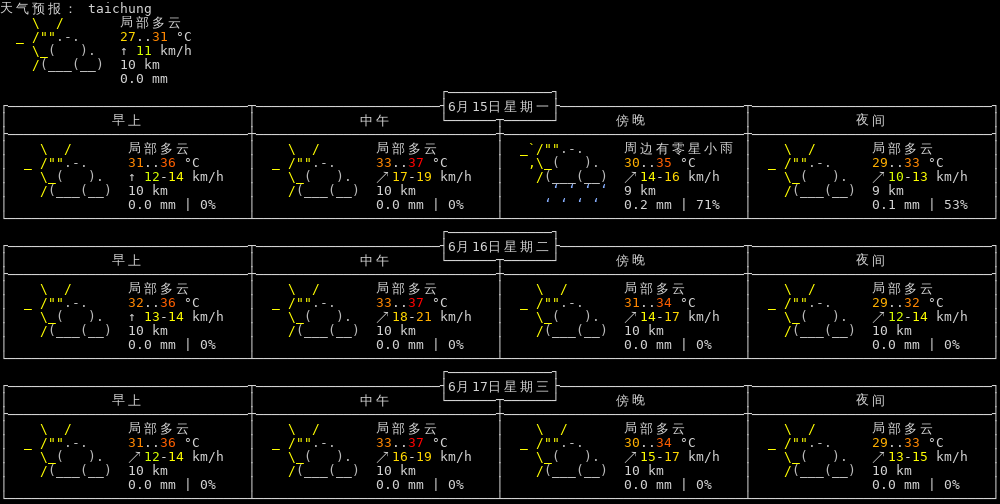 天气预报： taichung
局部多云
27..31 °C
↑ 11 km/h
10 km
0.0 mm
6月15日星期一
早上 中午 傍晚 夜间
局部多云 局部多云 周边有零星小雨 局部多云
31..36 °C 33..37 °C 30..35 °C 29..33 °C
↑ 12-14 km/h ↗ 17-19 km/h ↗ 14-16 km/h ↗ 10-13 km/h
10 km 10 km 9 km 9 km
0.0 mm | 0% 0.0 mm | 0% 0.2 mm | 71% 0.1 mm | 53%
6月16日星期二
早上 中午 傍晚 夜间
局部多云 局部多云 局部多云 局部多云
32..36 °C 33..37 °C 31..34 °C 29..32 °C
↑ 13-14 km/h ↗ 18-21 km/h ↗ 14-17 km/h ↗ 12-14 km/h
10 km 10 km 10 km 10 km
0.0 mm | 0% 0.0 mm | 0% 0.0 mm | 0% 0.0 mm | 0%
6月17日星期三
早上 中午 傍晚 夜间
局部多云 局部多云 局部多云 局部多云
31..36 °C 33..37 °C 30..34 °C 29..33 °C
↗ 12-14 km/h ↗ 16-19 km/h ↗ 15-17 km/h ↗ 13-15 km/h
10 km 10 km 10 km 10 km
0.0 mm | 0% 0.0 mm | 0% 0.0 mm | 0% 0.0 mm | 0%